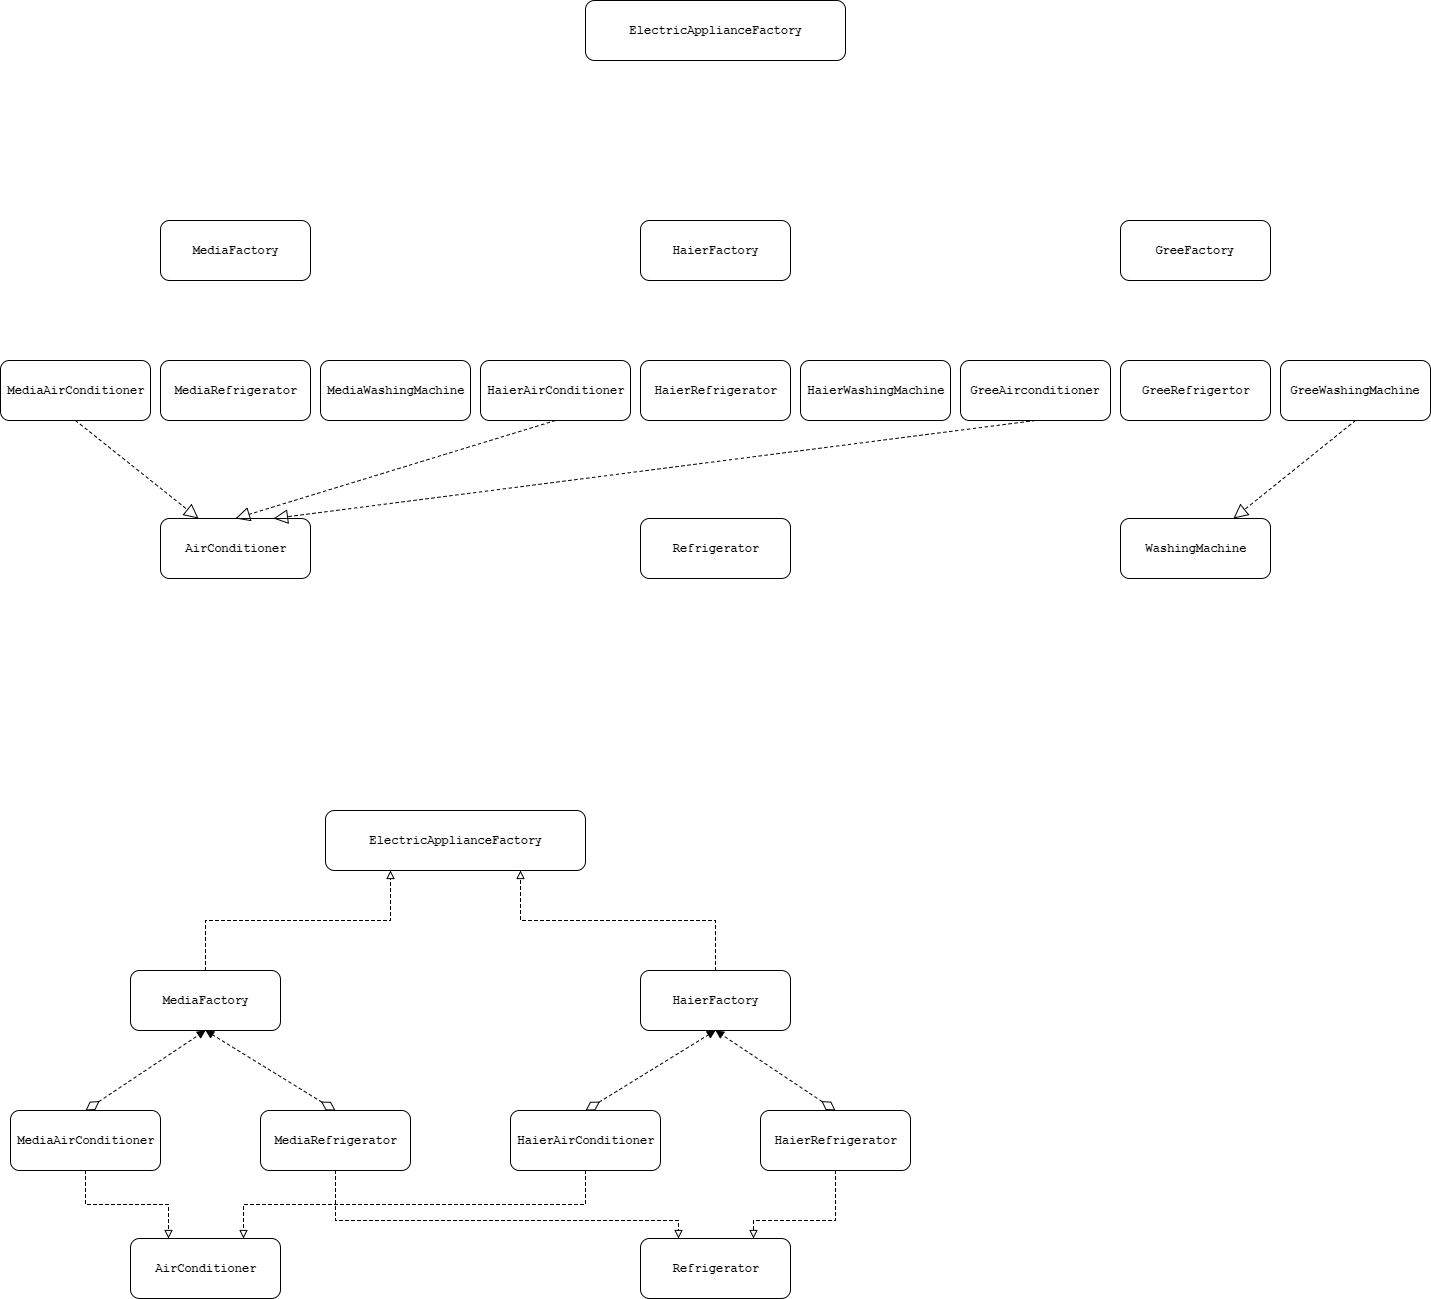 ElectricApplianceFactory
MediaFactory
HaierFactory
GreeFactory
MediaAirConditioner
MediaRefrigerator
MediaWashingMachine
HaierAirConditioner
HaierRefrigerator
HaierWashingMachine
GreeAirconditioner
GreeRefrigertor
GreeWashingMachine
AirConditioner
Refrigerator
WashingMachine
ElectricApplianceFactory
MediaFactory
HaierFactory
MediaAirConditioner
MediaRefrigerator
HaierAirConditioner
HaierRefrigerator
AirConditioner
Refrigerator